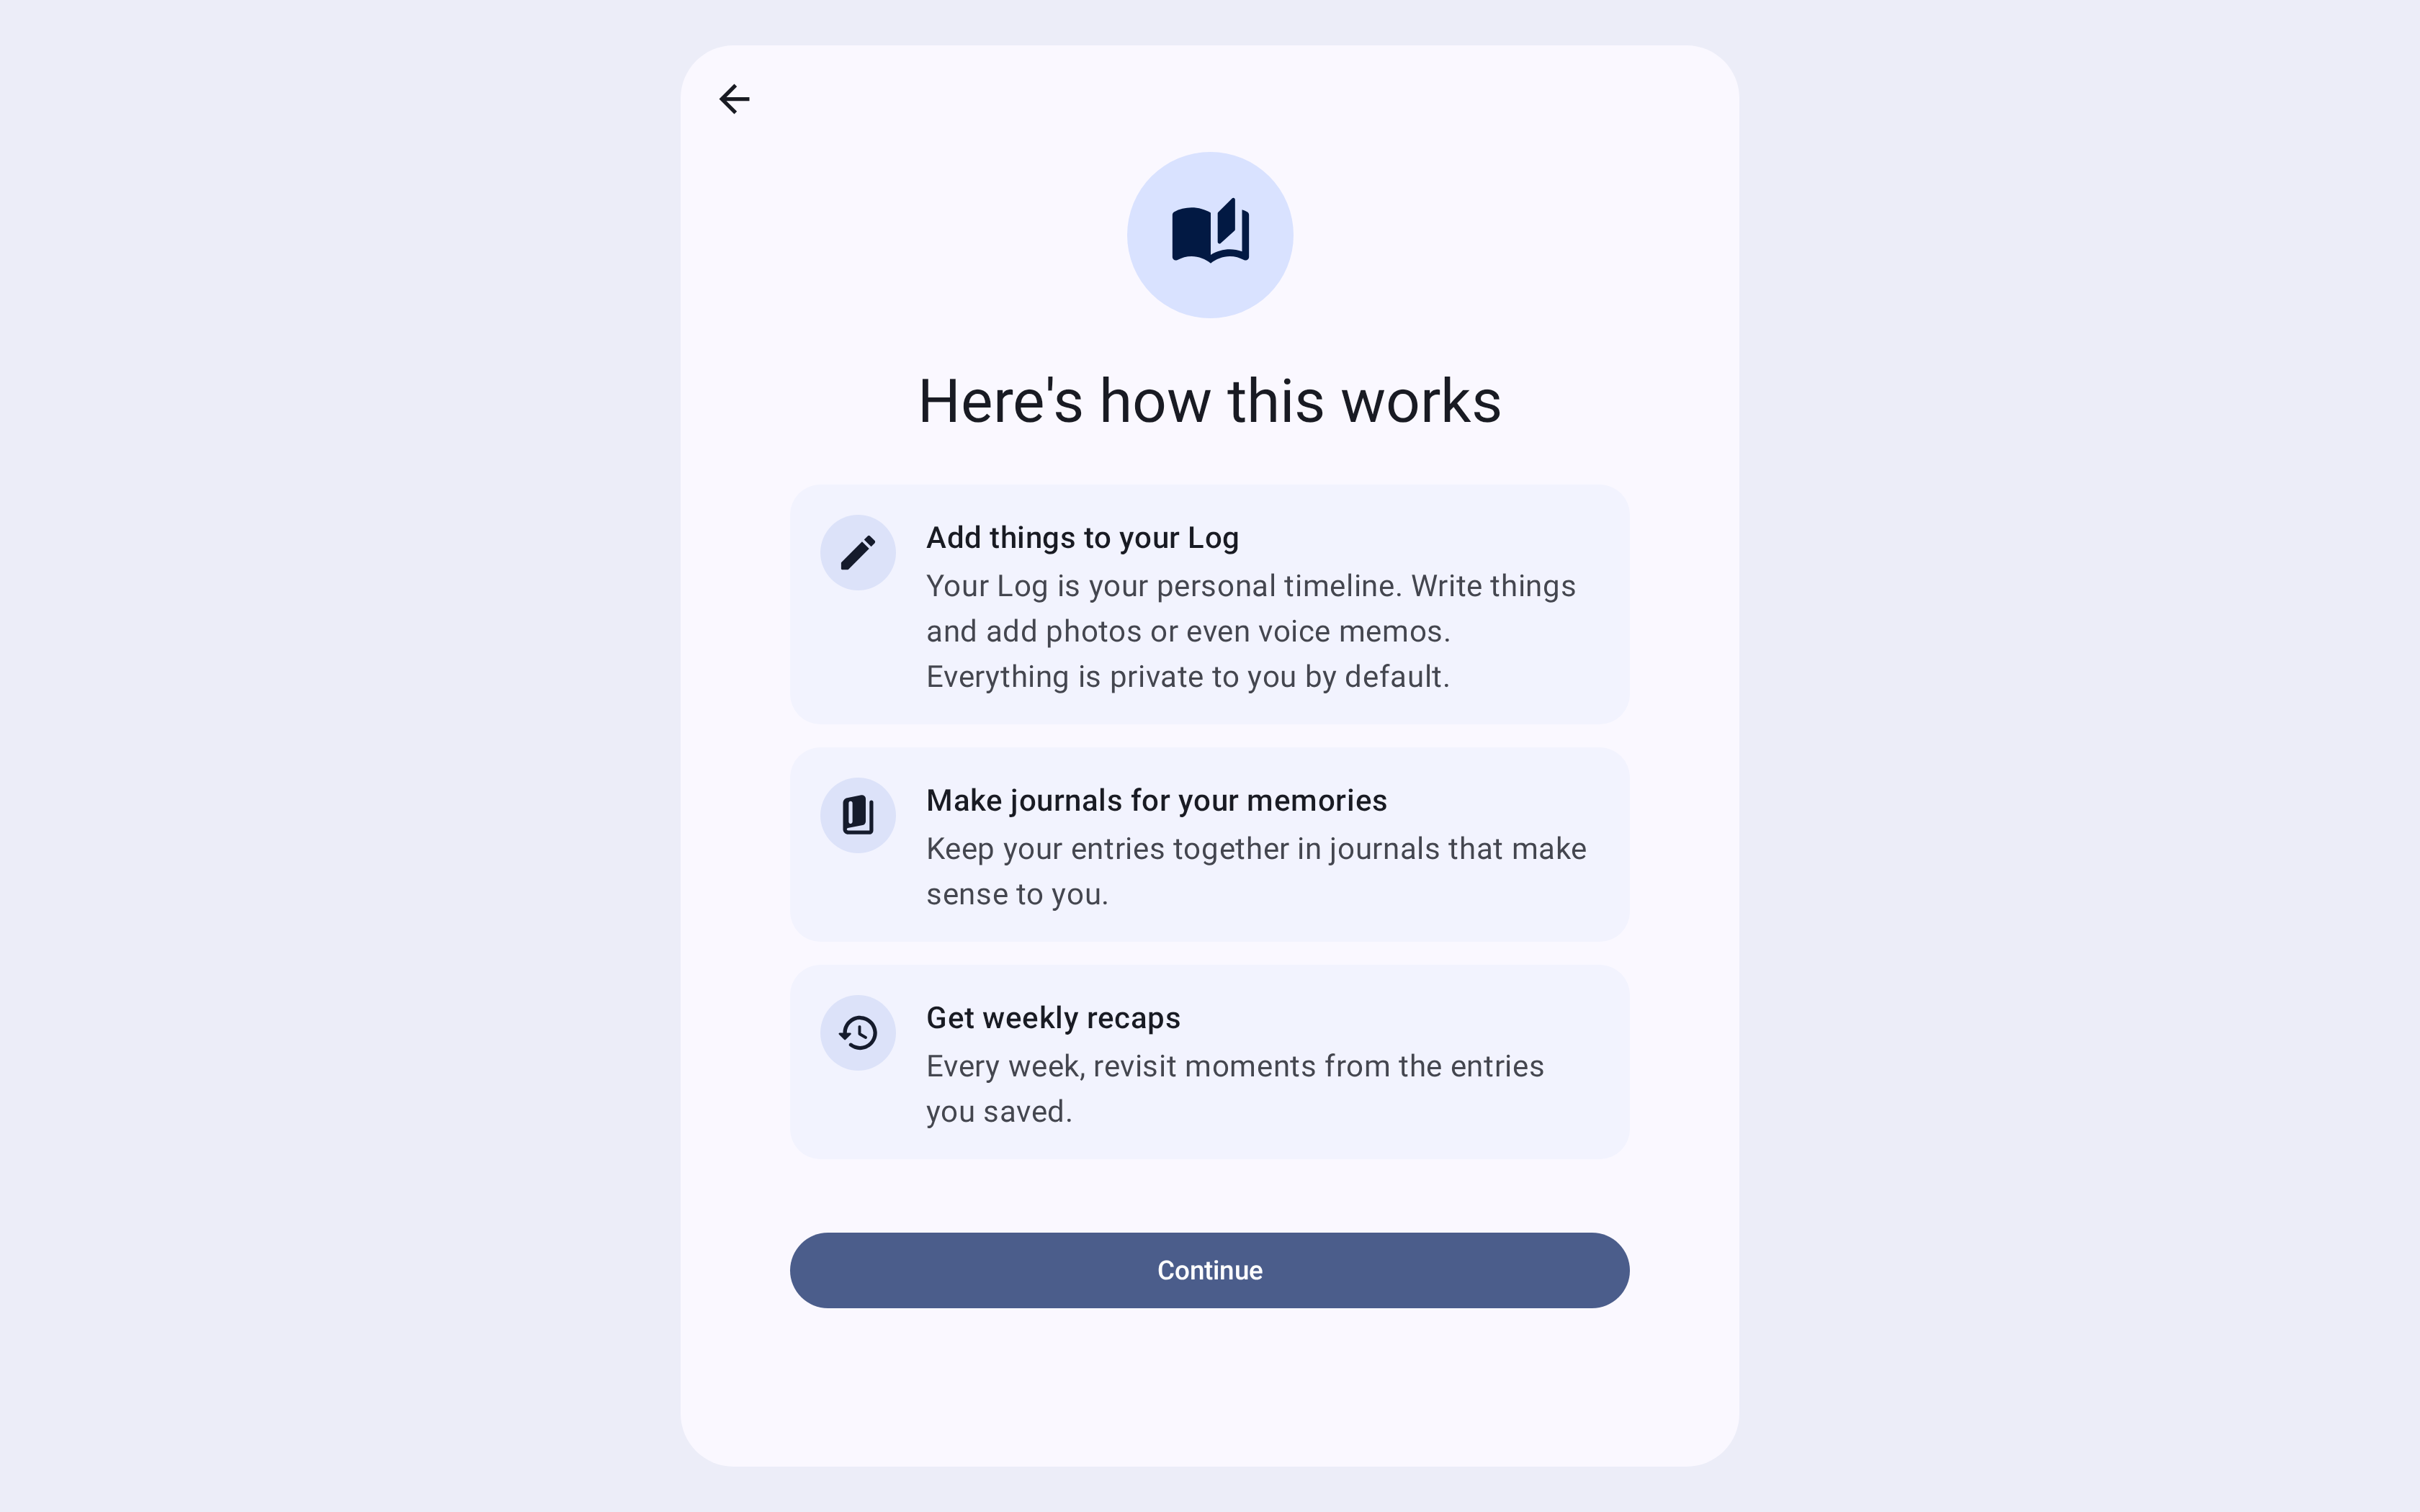 Here's how this works
Add things to your Log
Your Log is your personal timeline. Write things
and add photos or even voice memos.
Everything is private to you by default.
Make journals for your memories
Keep your entries together in journals that make
sense to you.
Get weekly recaps
Every week, revisit moments from the entries
you saved.
Continue